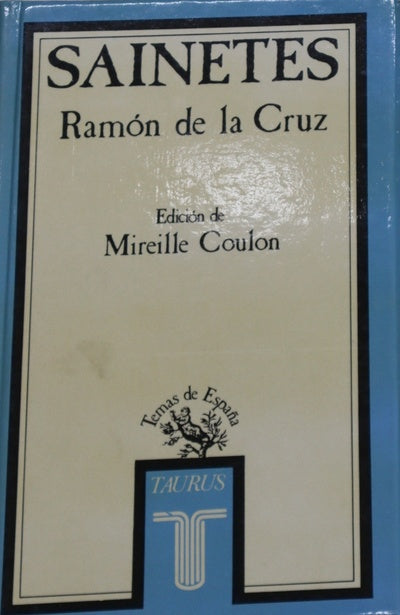 SAINETES
Ramón de la Cruz
Edición de
Mireille Coulon
Temas de España
TAURUS